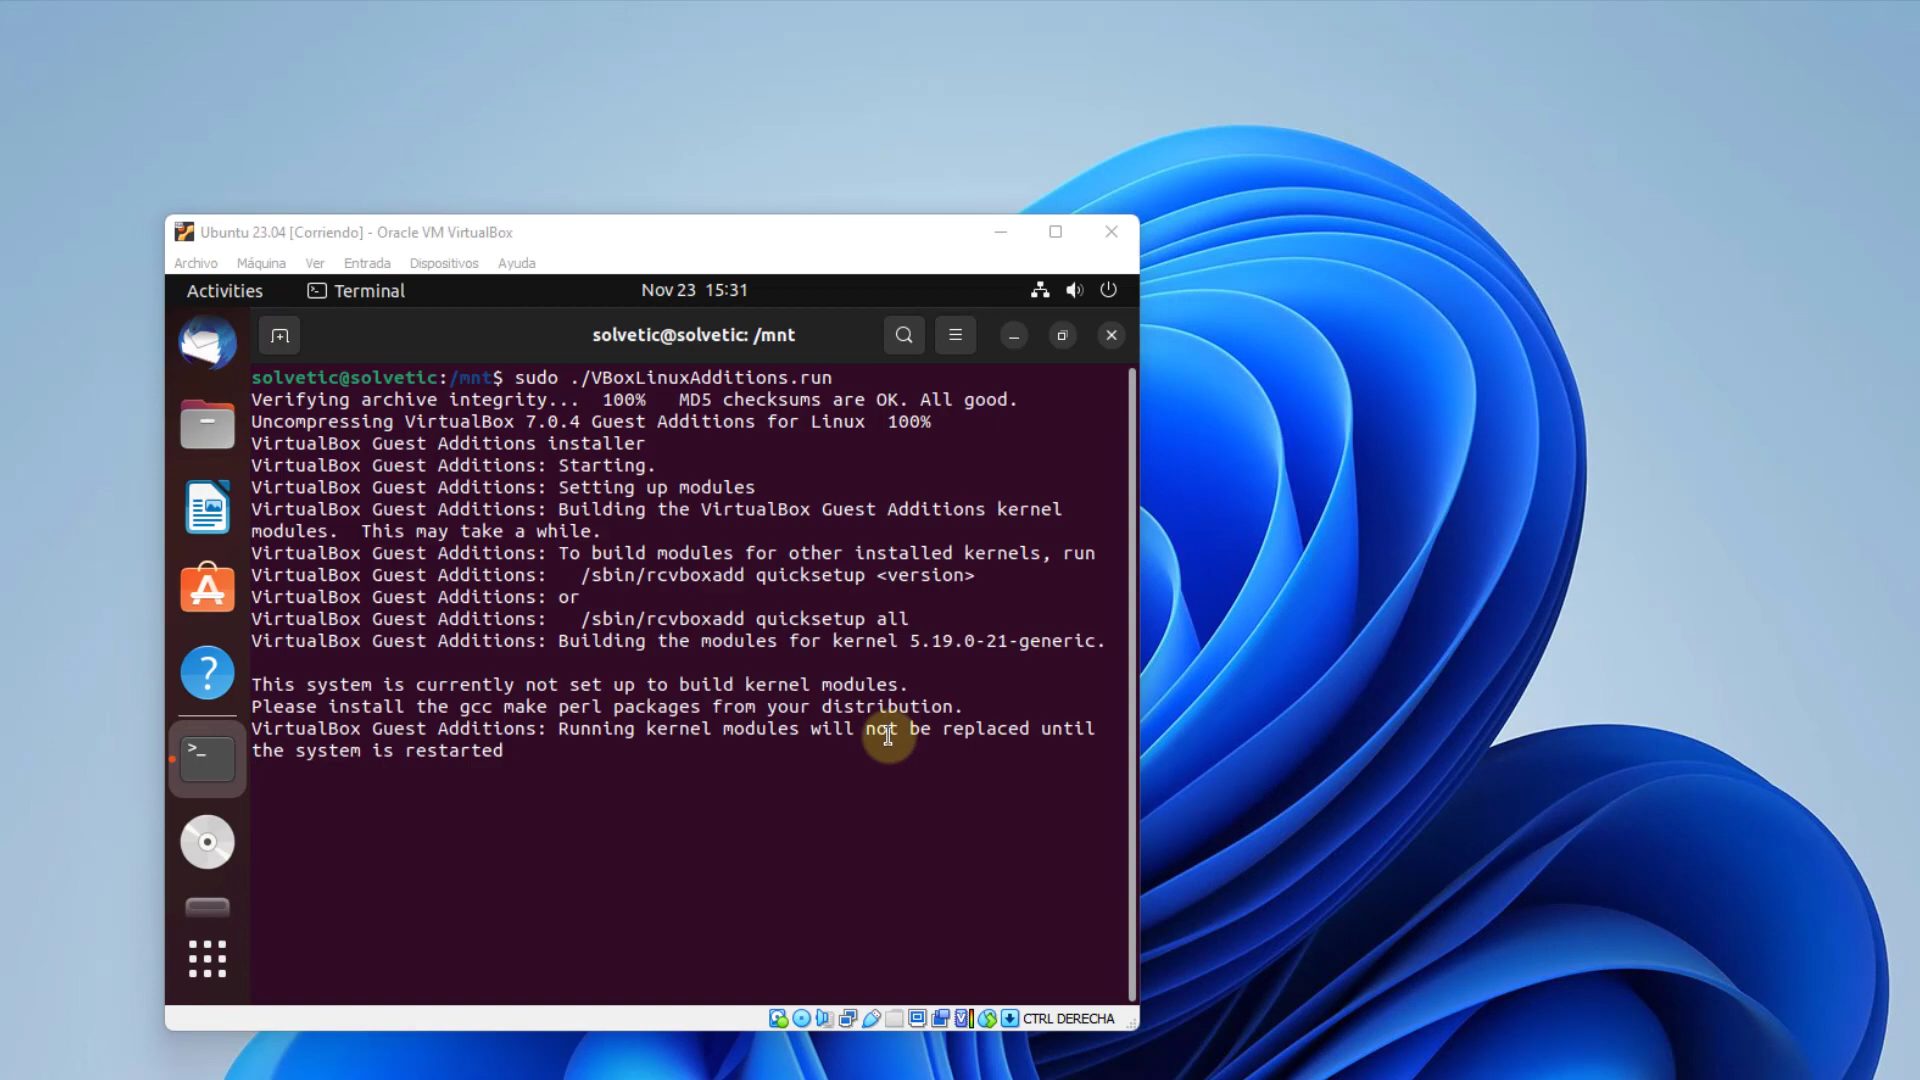 Ubuntu 23.04 [Corriendo] - Oracle VM VirtualBox
Archivo Máquina Ver Entrada Dispositivos Ayuda
Activities Terminal Nov 23 15:31
solvetic@solvetic: /mnt
solvetic@solvetic:/mnt$ sudo ./VBoxLinuxAdditions.run
Verifying archive integrity... 100% MD5 checksums are OK. All good.
Uncompressing VirtualBox 7.0.4 Guest Additions for Linux 100%
VirtualBox Guest Additions installer
VirtualBox Guest Additions: Starting.
VirtualBox Guest Additions: Setting up modules
VirtualBox Guest Additions: Building the VirtualBox Guest Additions kernel
modules. This may take a while.
VirtualBox Guest Additions: To build modules for other installed kernels, run
VirtualBox Guest Additions: /sbin/rcvboxadd quicksetup <version>
VirtualBox Guest Additions: or
VirtualBox Guest Additions: /sbin/rcvboxadd quicksetup all
VirtualBox Guest Additions: Building the modules for kernel 5.19.0-21-generic.
This system is currently not set up to build kernel modules.
Please install the gcc make perl packages from your distribution.
VirtualBox Guest Additions: Running kernel modules will not be replaced until
the system is restarted
CTRL DERECHA